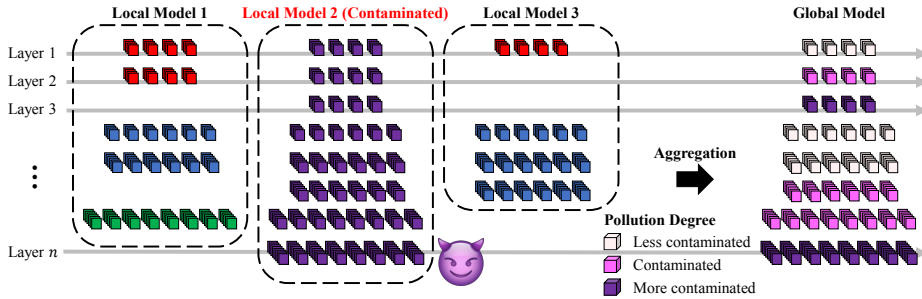 Local Model 1
Local Model 2 (Contaminated)
Local Model 3
Global Model
Layer 1
Layer 2
Layer 3
Aggregation
Pollution Degree
Less contaminated
Contaminated
More contaminated
Layer n